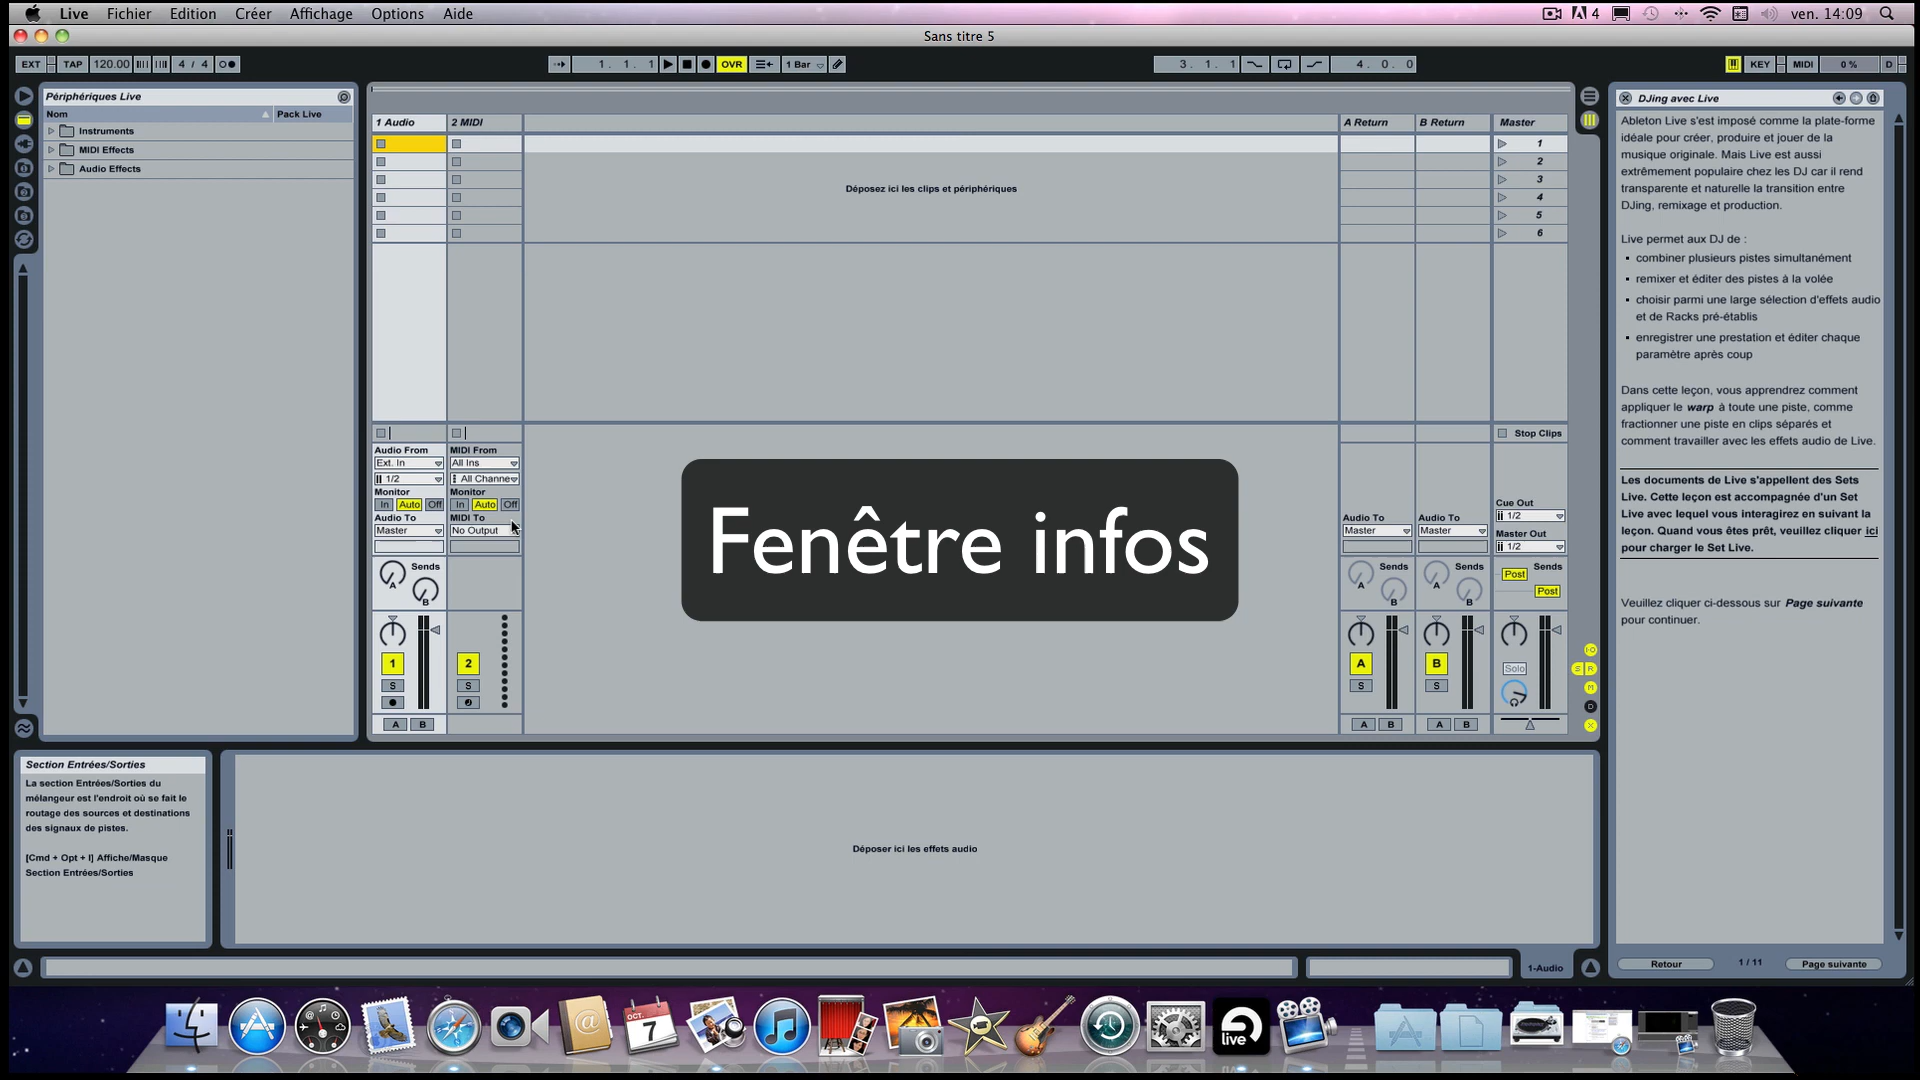 Live Fichier Edition Créer Affichage Options Aide 4 ven. 14:09
Sans titre 5
EXT TAP 120.00 4 / 4 1. 1. 1 OVR 1 Bar 3. 1. 1 4. 0. 0 KEY MIDI 0 % D
Périphériques Live
Nom Pack Live
Instruments
MIDI Effects
Audio Effects
1 Audio 2 MIDI A Return B Return Master
1
2
3
4
5
6
Déposez ici les clips et périphériques
Stop Clips
Audio From MIDI From
Ext. In All Ins
1/2 All Channe
Monitor Monitor
In Auto Off In Auto Off
Audio To MIDI To
Master No Output
Audio To Audio To
Master Master
Cue Out
1/2
Master Out
1/2
Sends Sends Sends Sends
A B A B A B
Post
Post
1 2 A B Solo
S S S S
A B A B A B
I-O
S R
M
D
X
Fenêtre infos
DJing avec Live
Ableton Live s'est imposé comme la plate-forme
idéale pour créer, produire et jouer de la
musique originale. Mais Live est aussi
extrêmement populaire chez les DJ car il rend
transparente et naturelle la transition entre
DJing, remixage et production.
Live permet aux DJ de :
combiner plusieurs pistes simultanément
remixer et éditer des pistes à la volée
choisir parmi une large sélection d'effets audio
et de Racks pré-établis
enregistrer une prestation et éditer chaque
paramètre après coup
Dans cette leçon, vous apprendrez comment
appliquer le warp à toute une piste, comme
fractionner une piste en clips séparés et
comment travailler avec les effets audio de Live.
Les documents de Live s'appellent des Sets
Live. Cette leçon est accompagnée d'un Set
Live avec lequel vous interagirez en suivant la
leçon. Quand vous êtes prêt, veuillez cliquer ici
pour charger le Set Live.
Veuillez cliquer ci-dessous sur Page suivante
pour continuer.
Retour 1 / 11 Page suivante
Section Entrées/Sorties
La section Entrées/Sorties du
mélangeur est l'endroit où se fait le
routage des sources et destinations
des signaux de pistes.
[Cmd + Opt + I] Affiche/Masque
Section Entrées/Sorties
Déposer ici les effets audio
1-Audio
OCT.
7
live